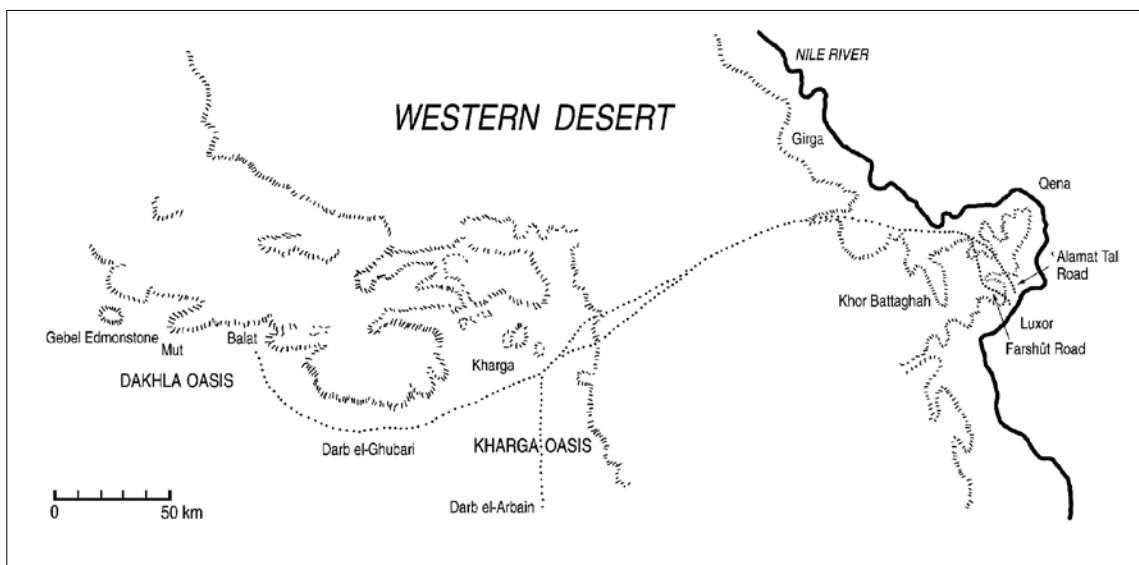 NILE RIVER
WESTERN DESERT
Girga
Qena
Alamat Tal
Road
Khor Battaghah
Luxor
Farshût Road
Gebel Edmonstone
Mut
Balat
Kharga
DAKHLA OASIS
Darb el-Ghubari
KHARGA OASIS
Darb el-Arbain
0
50 km